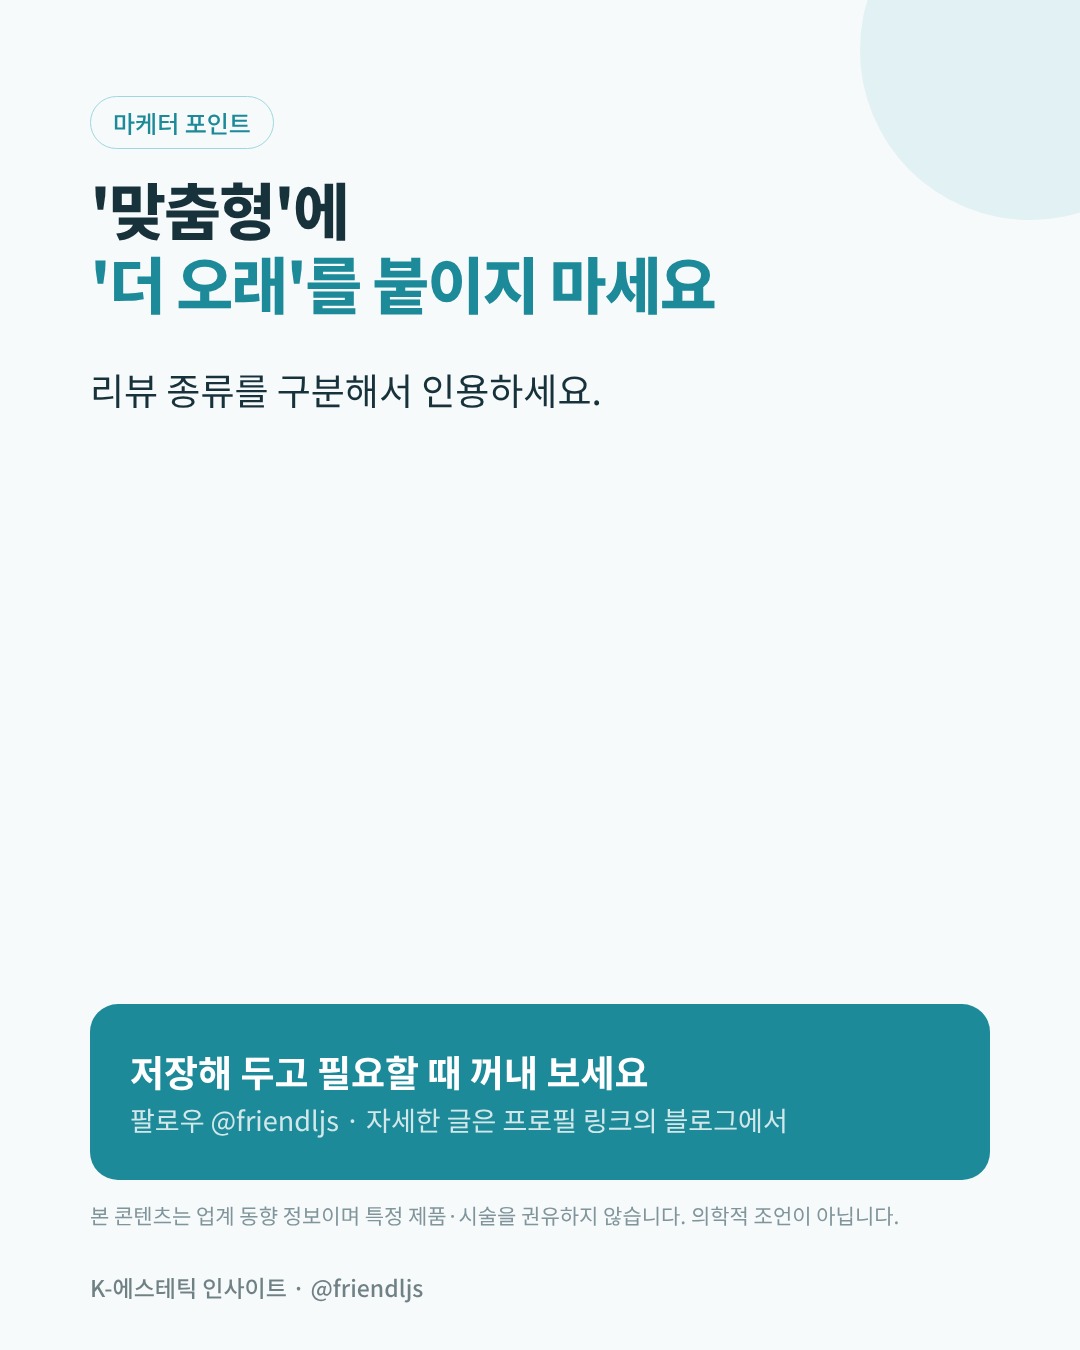 마케터 포인트
'맞춤형'에
'더 오래'를 붙이지 마세요
리뷰 종류를 구분해서 인용하세요.
저장해 두고 필요할 때 꺼내 보세요
팔로우 @friendljs · 자세한 글은 프로필 링크의 블로그에서
본 콘텐츠는 업계 동향 정보이며 특정 제품·시술을 권유하지 않습니다. 의학적 조언이 아닙니다.
K-에스테틱 인사이트 · @friendljs